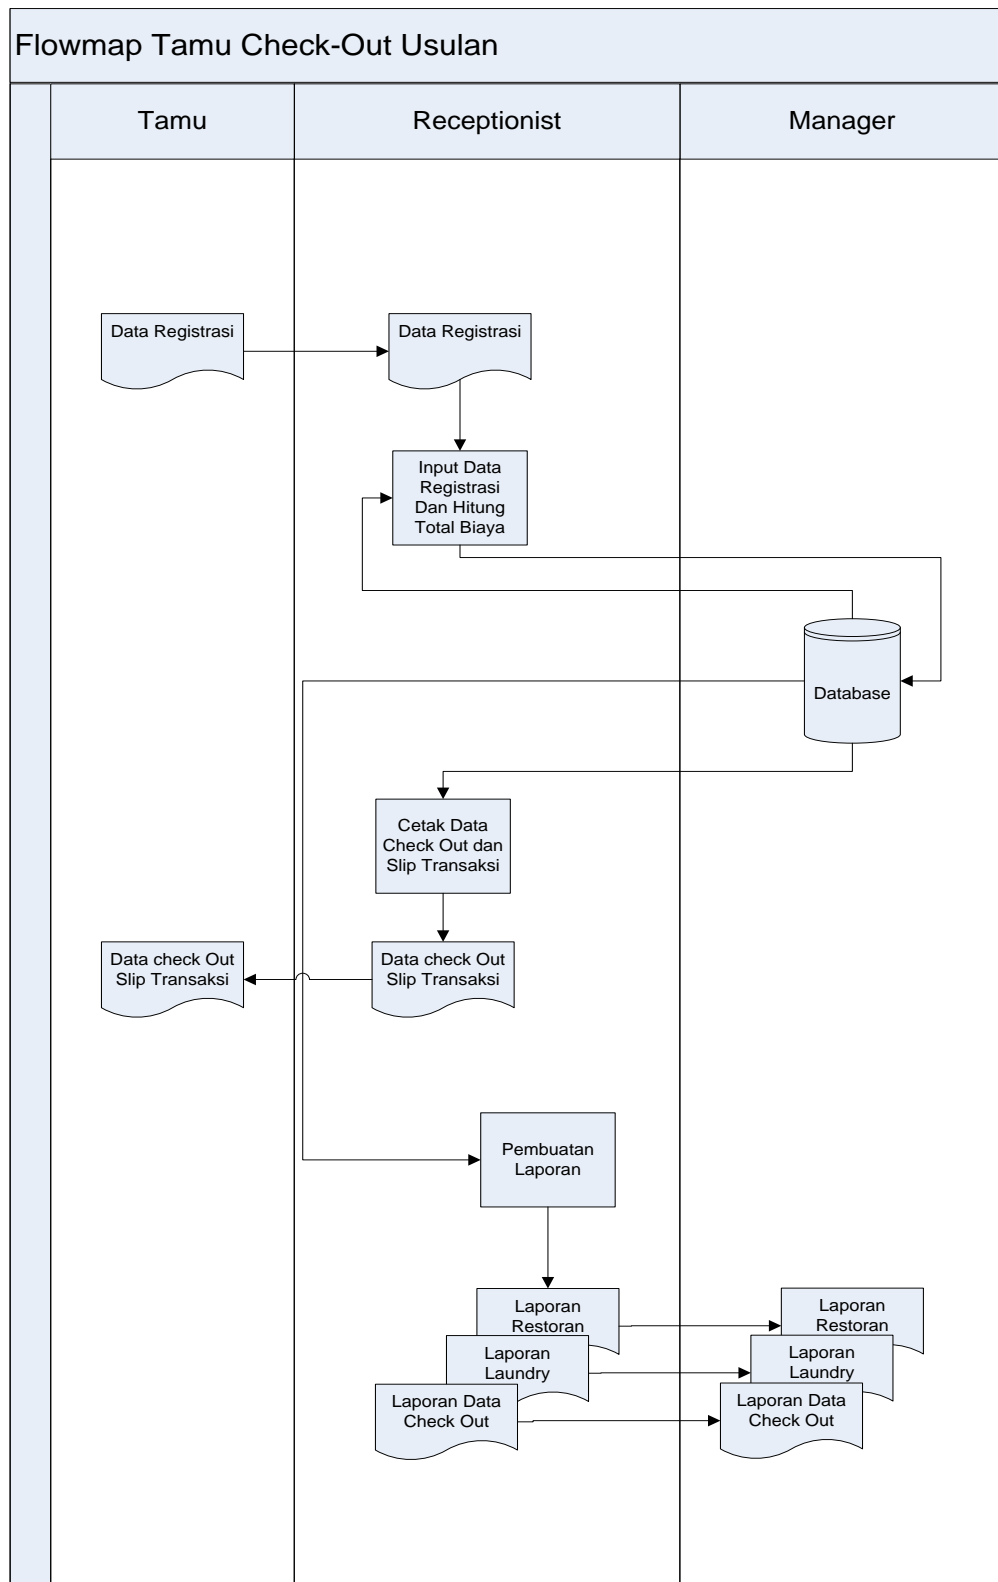 Flowmap Tamu Check-Out Usulan
Tamu
Receptionist
Manager
Data Registrasi
Data Registrasi
Input Data
Registrasi
Dan Hitung
Total Biaya
Database
Cetak Data
Check Out dan
Slip Transaksi
Data check Out
Slip Transaksi
Data check Out
Slip Transaksi
Pembuatan
Laporan
Laporan
Restoran
Laporan
Restoran
Laporan
Laundry
Laporan
Laundry
Laporan Data
Check Out
Laporan Data
Check Out